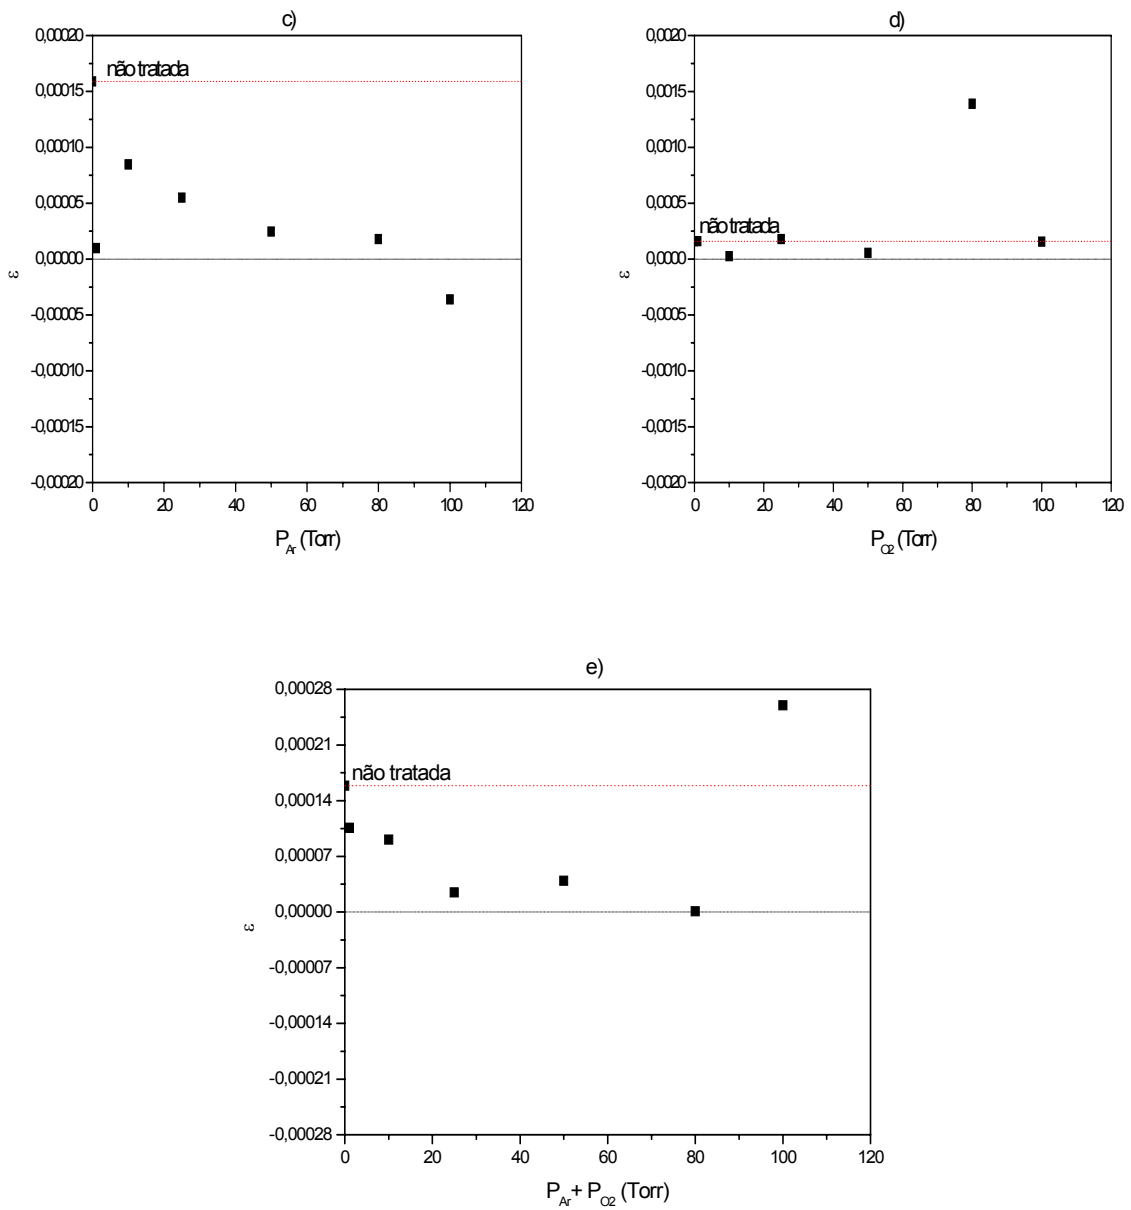 c)
0,00020
0,00015
0,00010
0,00005
0,00000
-0,00005
-0,00010
-0,00015
-0,00020
não tratada
ε
0 20 40 60 80 100 120
P_Ar (Torr)
d)
0,0020
0,0015
0,0010
0,0005
0,0000
-0,0005
-0,0010
-0,0015
-0,0020
não tratada
ε
0 20 40 60 80 100 120
P_O2 (Torr)
e)
0,00028
0,00021
0,00014
0,00007
0,00000
-0,00007
-0,00014
-0,00021
-0,00028
não tratada
ε
0 20 40 60 80 100 120
P_Ar + P_O2 (Torr)